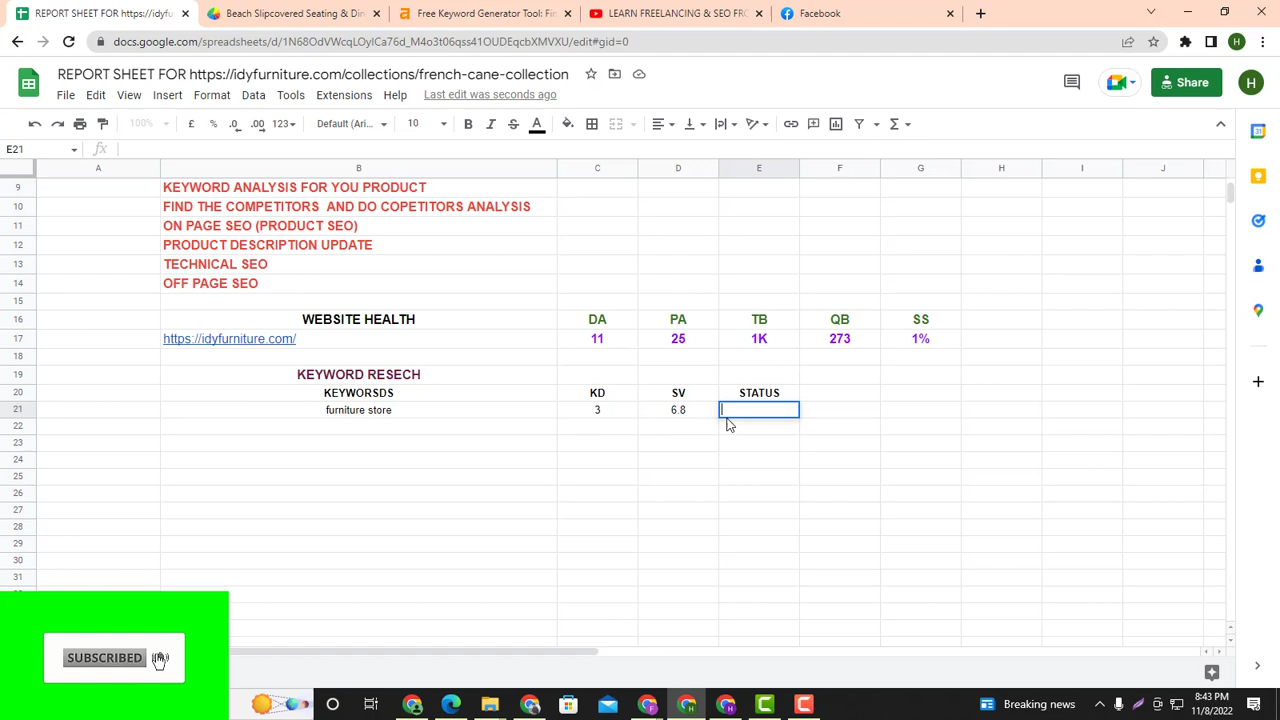 REPORT SHEET FOR https://idyfu
Beach Slipcovered Seating & Din
Free Keyword Generator Tool: Fin
LEARN FREELANCING & SEO FRO
Facebook
docs.google.com/spreadsheets/d/1N68OdVWcqLOyICa76d_M4o3t06qss41OUDEqcbXMVXU/edit#gid=0
H
REPORT SHEET FOR https://idyfurniture.com/collections/french-cane-collection
File Edit View Insert Format Data Tools Extensions Help Last edit was seconds ago
Share
H
100% £ % .0 .00 123 Default (Ari... 10 B I S A
E21 fx
A B C D E F G H I J
9 KEYWORD ANALYSIS FOR YOU PRODUCT
10 FIND THE COMPETITORS AND DO COPETITORS ANALYSIS
11 ON PAGE SEO (PRODUCT SEO)
12 PRODUCT DESCRIPTION UPDATE
13 TECHNICAL SEO
14 OFF PAGE SEO
15
16 WEBSITE HEALTH DA PA TB QB SS
17 https://idyfurniture.com/ 11 25 1K 273 1%
18
19 KEYWORD RESECH
20 KEYWORSDS KD SV STATUS
21 furniture store 3 6.8
22
23
24
25
26
27
28
29
30
31
SUBSCRIBED
Breaking news
8:43 PM
11/8/2022